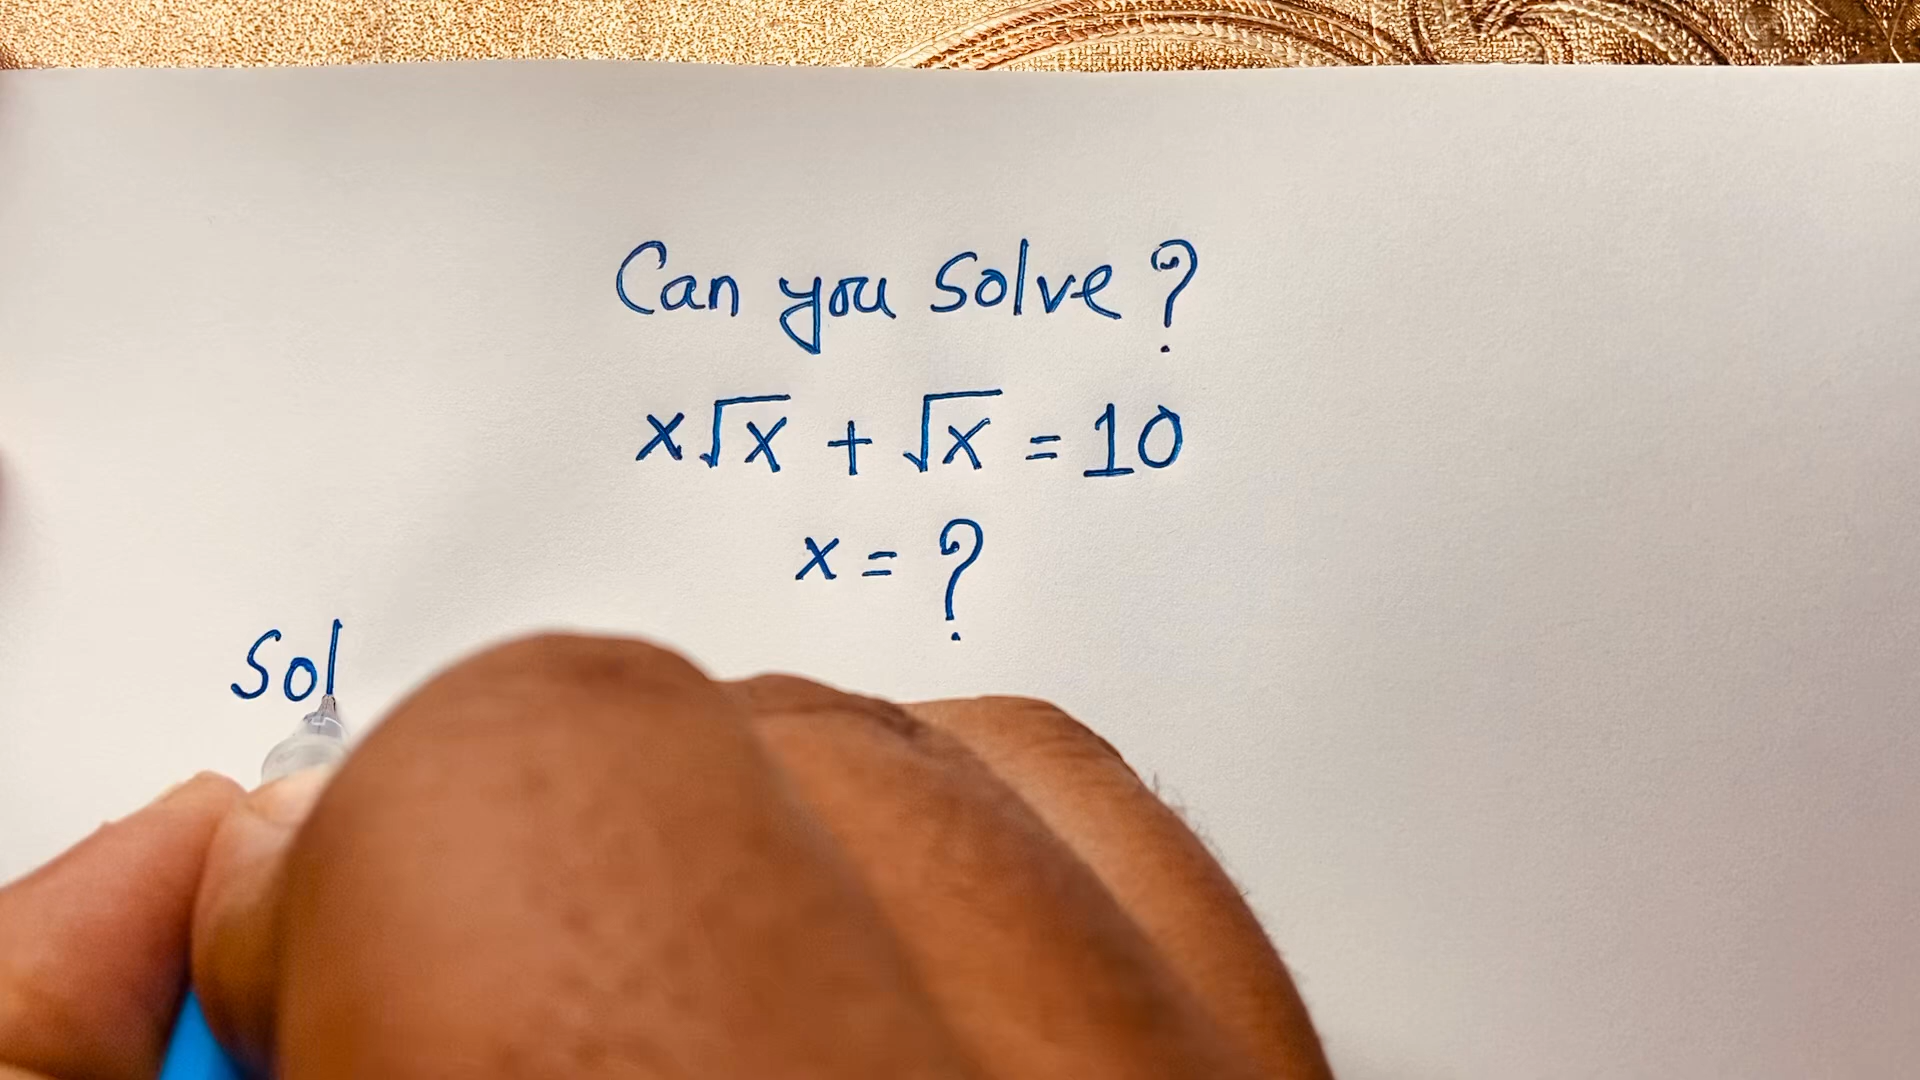 Can you solve?
x√x + √x = 10
x = ?
Sol